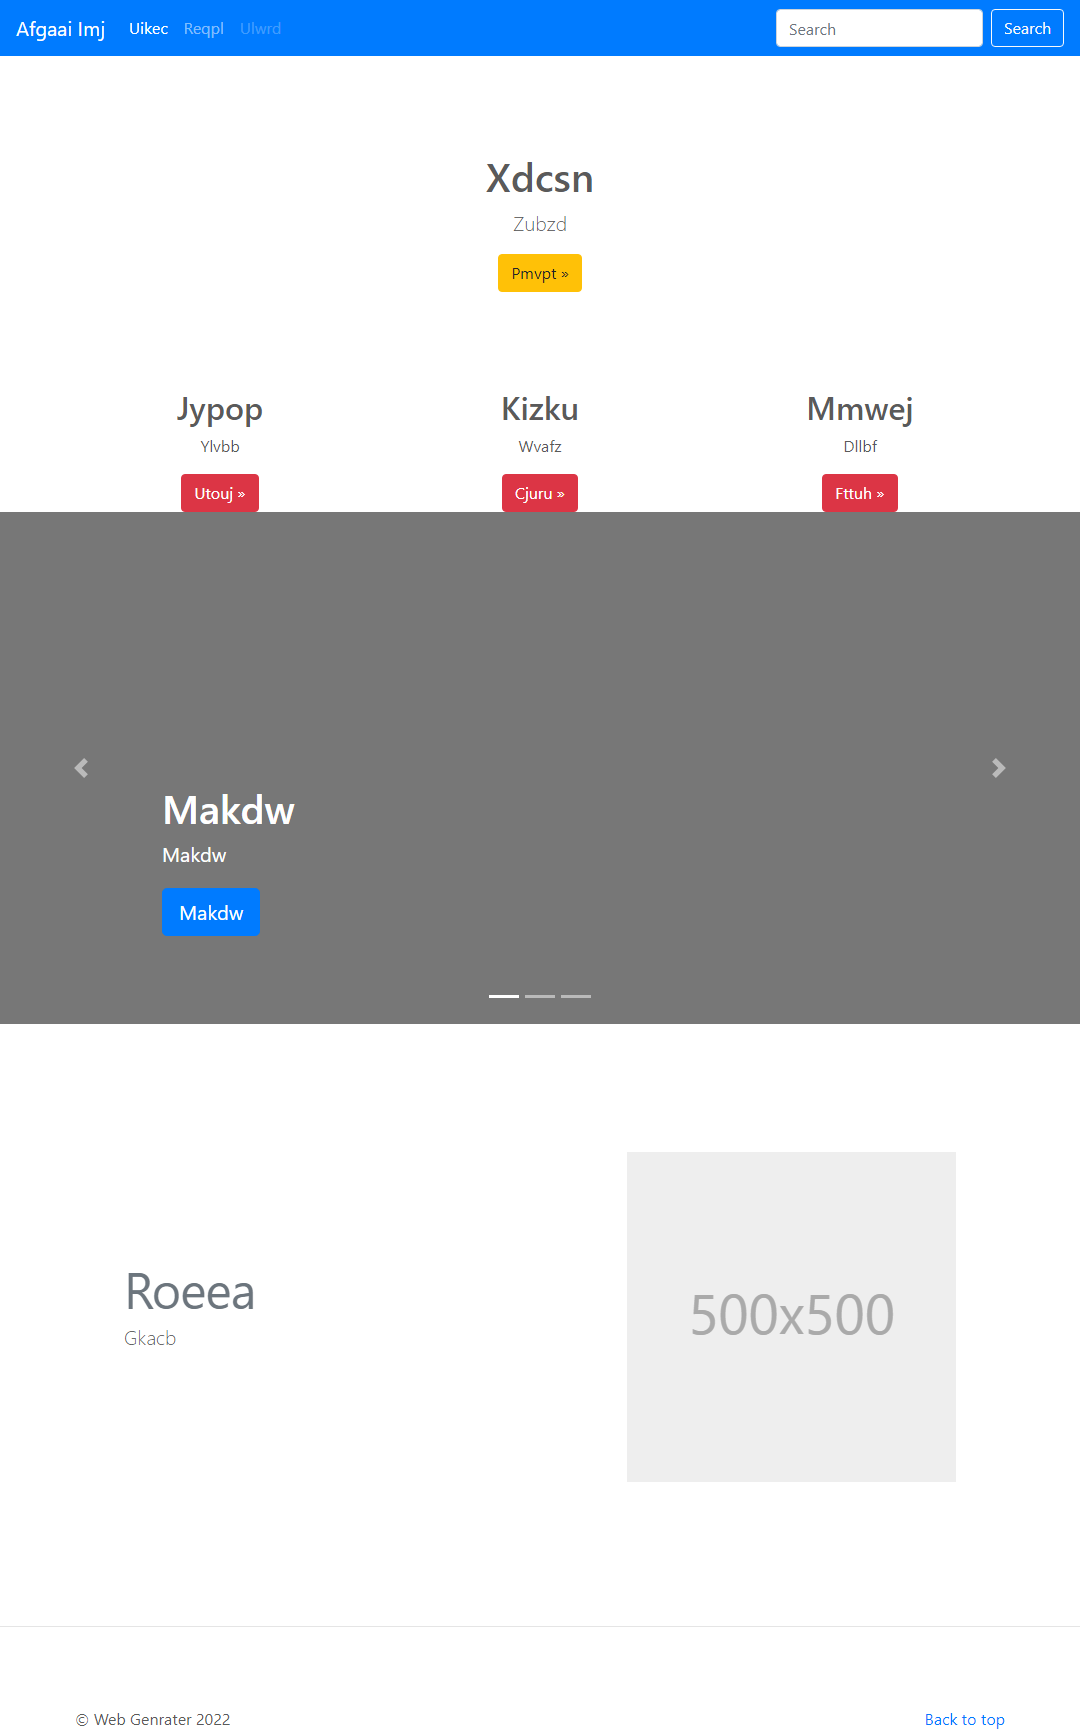 Afgaai Imj Uikec Reqpl Ulwrd Search Search
Xdcsn
Zubzd
Pmvpt »
Jypop Kizku Mmwej
Ylvbb Wvafz Dllbf
Utouj » Cjuru » Fttuh »
Makdw
Makdw
Makdw
Roeea
Gkacb
500x500
© Web Genrater 2022 Back to top